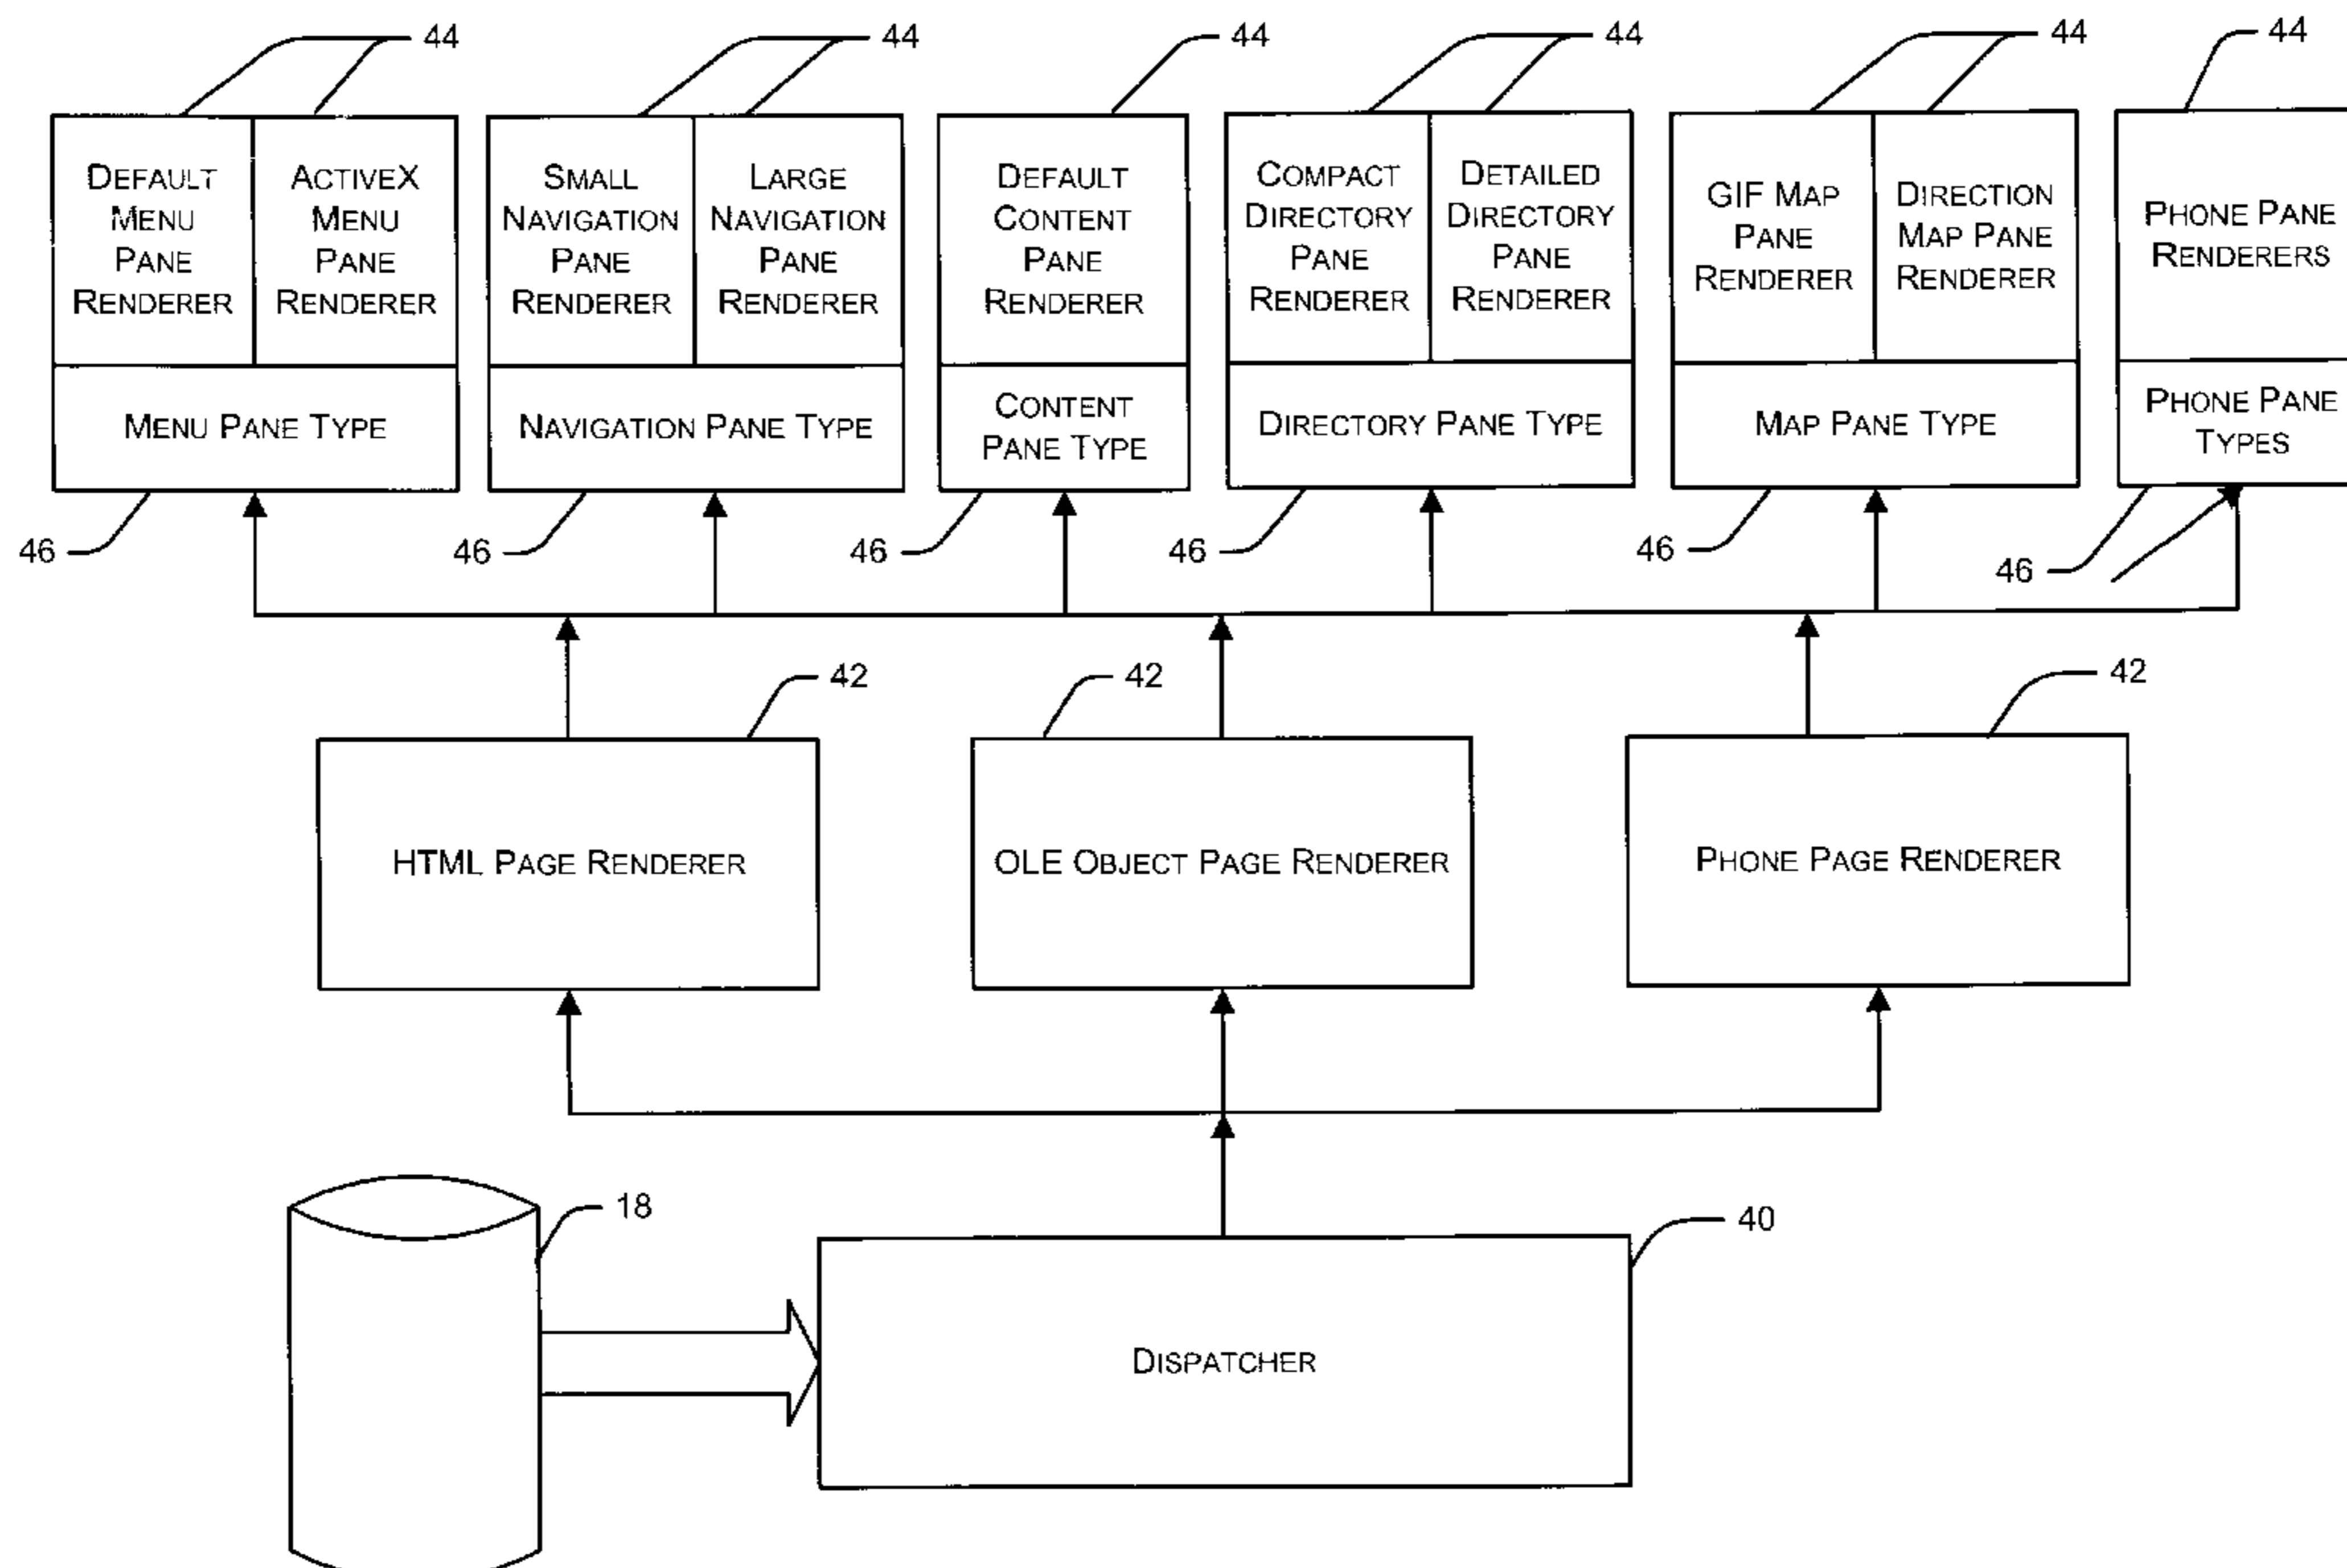 44 44 44 44 44 44
DEFAULT
MENU
PANE
RENDERER
ACTIVEX
MENU
PANE
RENDERER
SMALL
NAVIGATION
PANE
RENDERER
LARGE
NAVIGATION
PANE
RENDERER
DEFAULT
CONTENT
PANE
RENDERER
COMPACT
DIRECTORY
PANE
RENDERER
DETAILED
DIRECTORY
PANE
RENDERER
GIF MAP
PANE
RENDERER
DIRECTION
MAP PANE
RENDERER
PHONE PANE
RENDERERS
MENU PANE TYPE
NAVIGATION PANE TYPE
CONTENT
PANE TYPE
DIRECTORY PANE TYPE
MAP PANE TYPE
PHONE PANE
TYPES
46 46 46 46 46 46
42 42 42
HTML PAGE RENDERER
OLE OBJECT PAGE RENDERER
PHONE PAGE RENDERER
18
40
DISPATCHER